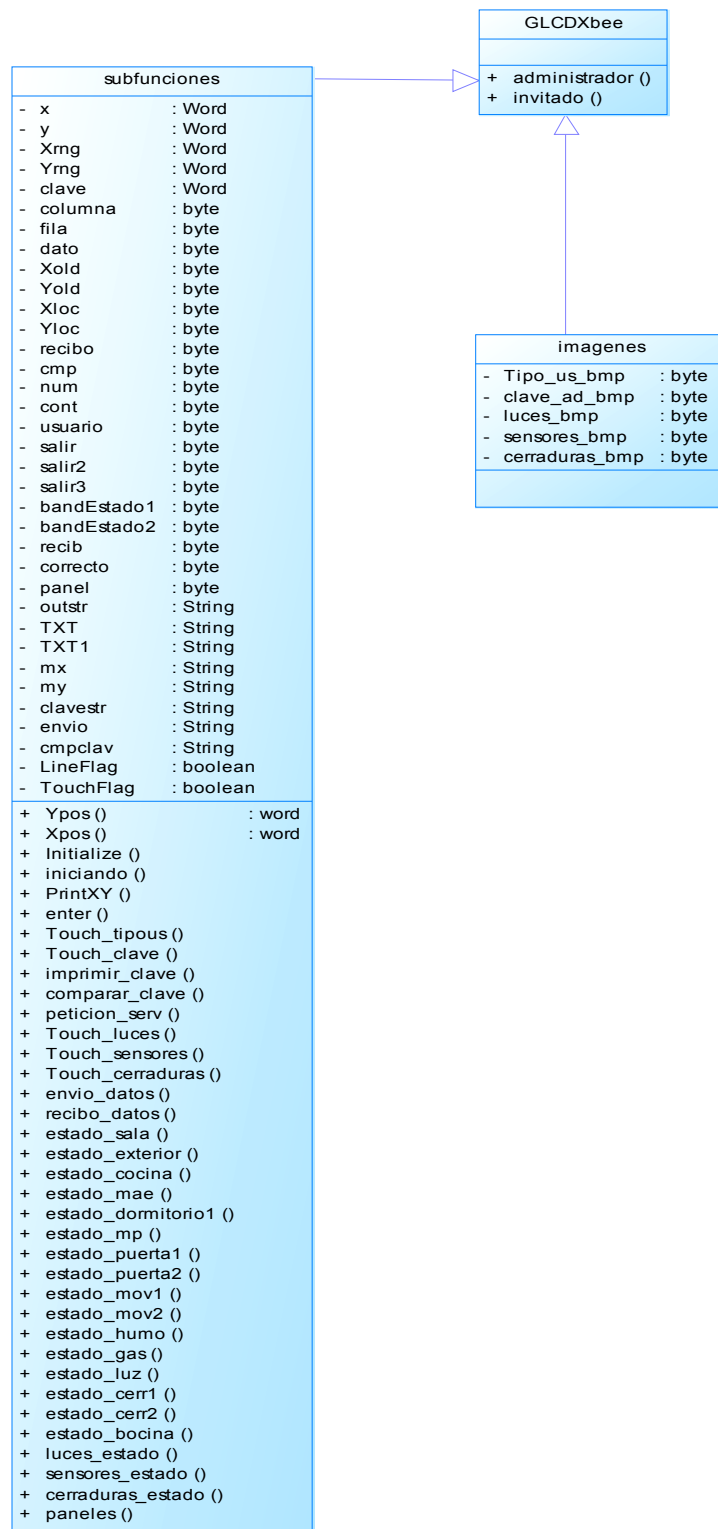 GLCDXbee
+ administrador ()
+ invitado ()
subfunciones
- x : Word
- y : Word
- Xrng : Word
- Yrng : Word
- clave : Word
- columna : byte
- fila : byte
- dato : byte
- Xold : byte
- Yold : byte
- Xloc : byte
- Yloc : byte
- recibo : byte
- cmp : byte
- num : byte
- cont : byte
- usuario : byte
- salir : byte
- salir2 : byte
- salir3 : byte
- bandEstado1 : byte
- bandEstado2 : byte
- recib : byte
- correcto : byte
- panel : byte
- outstr : String
- TXT : String
- TXT1 : String
- mx : String
- my : String
- clavestr : String
- envio : String
- cmpclav : String
- LineFlag : boolean
- TouchFlag : boolean
+ Ypos () : word
+ Xpos () : word
+ Initialize ()
+ iniciando ()
+ PrintXY ()
+ enter ()
+ Touch_tipous ()
+ Touch_clave ()
+ imprimir_clave ()
+ comparar_clave ()
+ peticion_serv ()
+ Touch_luces ()
+ Touch_sensores ()
+ Touch_cerraduras ()
+ envio_datos ()
+ recibo_datos ()
+ estado_sala ()
+ estado_exterior ()
+ estado_cocina ()
+ estado_mae ()
+ estado_dormitorio1 ()
+ estado_mp ()
+ estado_puerta1 ()
+ estado_puerta2 ()
+ estado_mov1 ()
+ estado_mov2 ()
+ estado_humo ()
+ estado_gas ()
+ estado_luz ()
+ estado_cerr1 ()
+ estado_cerr2 ()
+ estado_bocina ()
+ luces_estado ()
+ sensores_estado ()
+ cerraduras_estado ()
+ paneles ()
imagenes
- Tipo_us_bmp : byte
- clave_ad_bmp : byte
- luces_bmp : byte
- sensores_bmp : byte
- cerraduras_bmp : byte